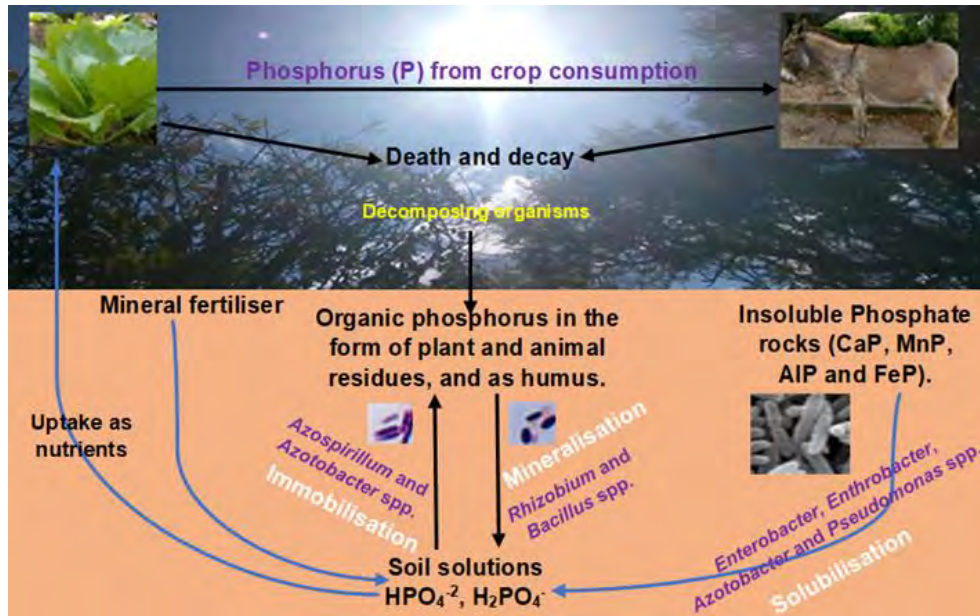 Phosphorus (P) from crop consumption
Death and decay
Decomposing organisms
Mineral fertiliser
Organic phosphorus in the
form of plant and animal
residues, and as humus.
Insoluble Phosphate
rocks (CaP, MnP,
AlP and FeP).
Uptake as
nutrients
Azospirillum and
Azotobacter spp.
Immobilisation
Mineralisation
Rhizobium and
Bacillus spp.
Enterobacter, Enthrobacter,
Azotobacter and Pseudomonas spp.
Solubilisation
Soil solutions
HPO₄⁻², H₂PO₄⁻